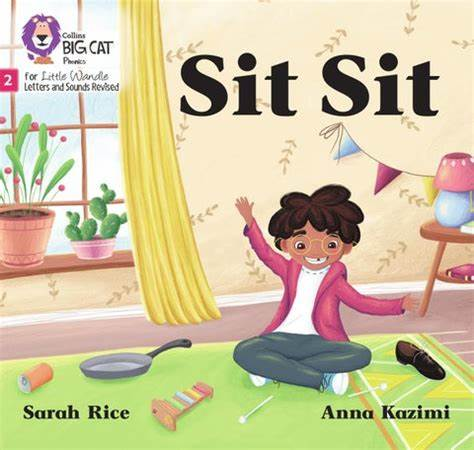 Collins
BIG CAT
Phonics
2
for Little Wandle
Letters and Sounds Revised
Sit Sit
Sarah Rice
Anna Kazimi